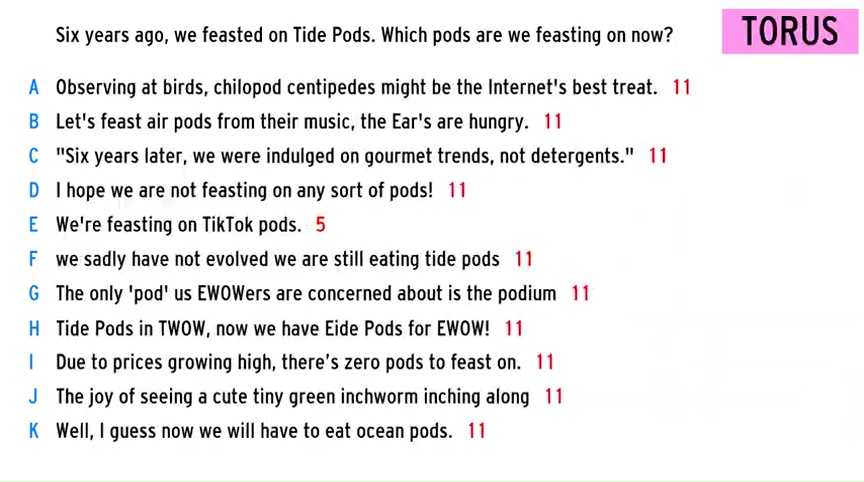 Six years ago, we feasted on Tide Pods. Which pods are we feasting on now?
TORUS
A Observing at birds, chilopod centipedes might be the Internet's best treat. 11
B Let's feast air pods from their music, the Ear's are hungry. 11
C "Six years later, we were indulged on gourmet trends, not detergents." 11
D I hope we are not feasting on any sort of pods! 11
E We're feasting on TikTok pods. 5
F we sadly have not evolved we are still eating tide pods 11
G The only 'pod' us EWOWers are concerned about is the podium 11
H Tide Pods in TWOW, now we have Eide Pods for EWOW! 11
I Due to prices growing high, there's zero pods to feast on. 11
J The joy of seeing a cute tiny green inchworm inching along 11
K Well, I guess now we will have to eat ocean pods. 11